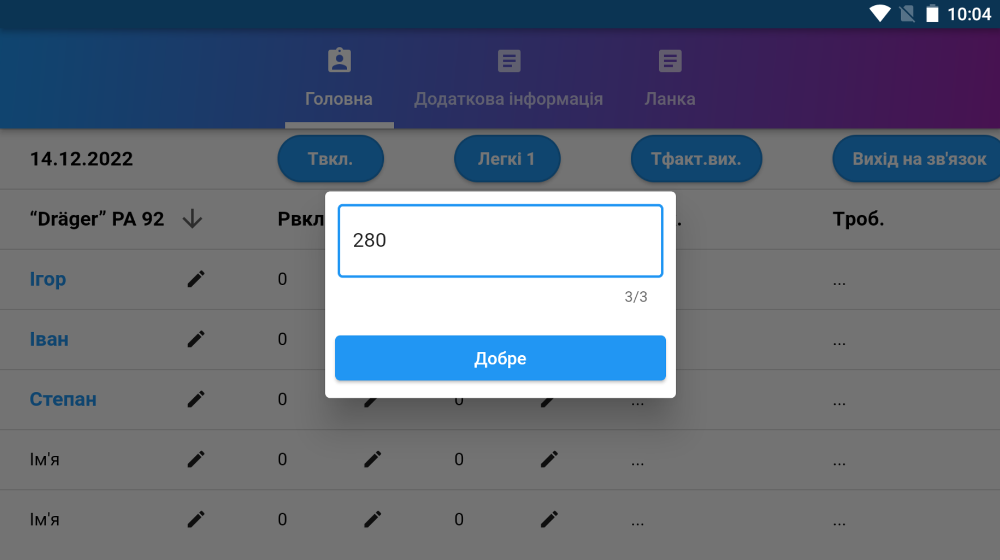 10:04
Головна Додаткова інформація Ланка
14.12.2022 Твкл. Легкі 1 Тфакт.вих. Вихід на зв'язок
“Dräger” PA 92 Рвкл . Троб.
280
Ігор 0 ...
3/3
Іван 0 ...
Добре
Степан 0 0 ... ...
Ім'я 0 0 ... ...
Ім'я 0 0 ... ...